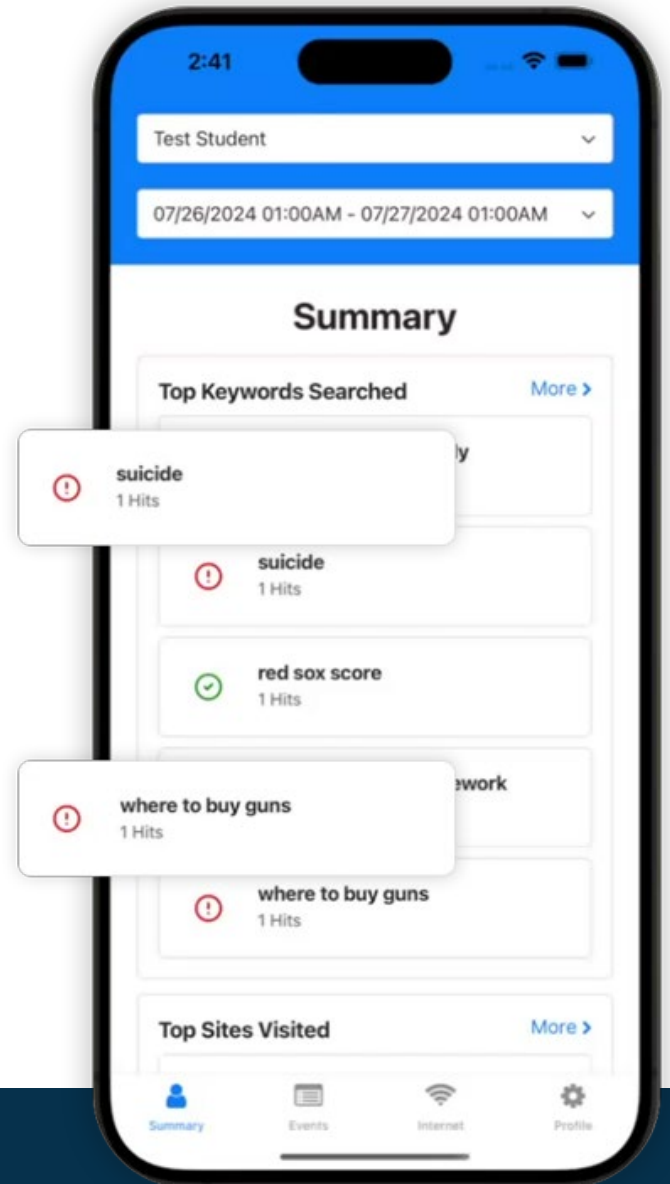 2:41
Test Student
07/26/2024 01:00AM - 07/27/2024 01:00AM
Summary
Top Keywords Searched
More >
suicide
1 Hits
suicide
1 Hits
red sox score
1 Hits
where to buy guns
1 Hits
where to buy guns
1 Hits
Top Sites Visited
More >
Summary
Events
Internet
Profile